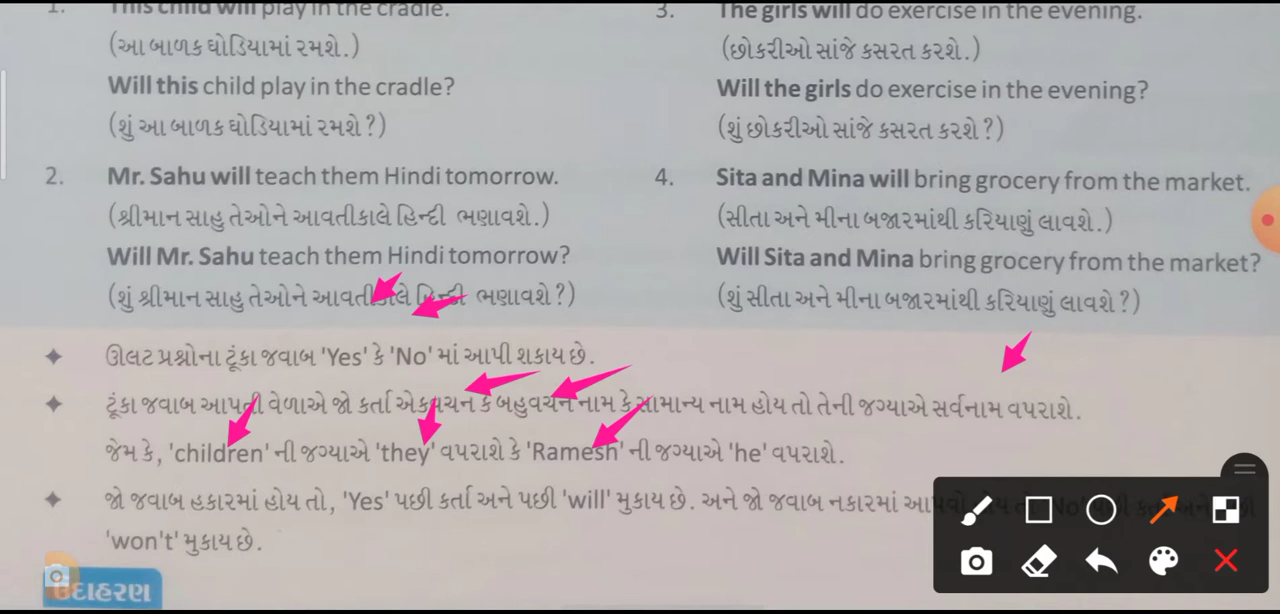 1. This child will play in the cradle.
(આ બાળક ઘોડિયામાં રમશે.)
Will this child play in the cradle?
(શું આ બાળક ઘોડિયામાં રમશે?)
2. Mr. Sahu will teach them Hindi tomorrow.
(શ્રીમાન સાહુ તેઓને આવતીકાલે હિન્દી ભણાવશે.)
Will Mr. Sahu teach them Hindi tomorrow?
(શું શ્રીમાન સાહુ તેઓને આવતીકાલે હિન્દી ભણાવશે?)
3. The girls will do exercise in the evening.
(છોકરીઓ સાંજે કસરત કરશે.)
Will the girls do exercise in the evening?
(શું છોકરીઓ સાંજે કસરત કરશે?)
4. Sita and Mina will bring grocery from the market.
(સીતા અને મીના બજારમાંથી કરિયાણું લાવશે.)
Will Sita and Mina bring grocery from the market?
(શું સીતા અને મીના બજારમાંથી કરિયાણું લાવશે?)
ઊલટ પ્રશ્નોના ટૂંકા જવાબ 'Yes' કે 'No' માં આપી શકાય છે.
ટૂંકા જવાબ આપતી વેળાએ જો કર્તા એકવચન કે બહુવચન નામ કે સામાન્ય નામ હોય તો તેની જગ્યાએ સર્વનામ વપરાશે.
જેમ કે, 'children' ની જગ્યાએ 'they' વપરાશે કે 'Ramesh' ની જગ્યાએ 'he' વપરાશે.
જો જવાબ હકારમાં હોય તો, 'Yes' પછી કર્તા અને પછી 'will' મુકાય છે. અને જો જવાબ નકારમાં
'won't' મુકાય છે.
ઉદાહરણ